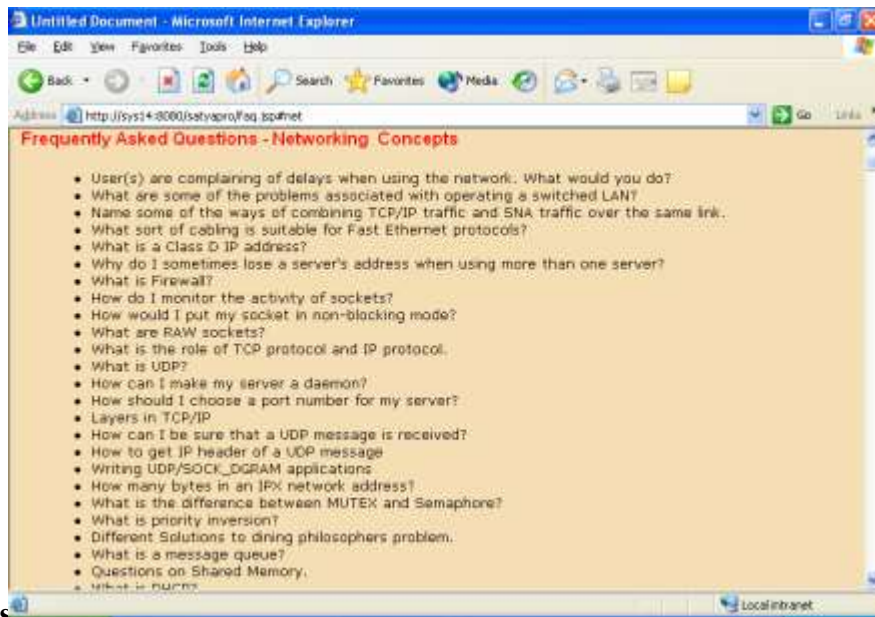 Untitled Document - Microsoft Internet Explorer
File Edit View Favorites Tools Help
Back Search Favorites Media
Address http://sys14:8080/satyapro/faq.jsp#net Go Links
Frequently Asked Questions - Networking Concepts
• User(s) are complaining of delays when using the network. What would you do?
• What are some of the problems associated with operating a switched LAN?
• Name some of the ways of combining TCP/IP traffic and SNA traffic over the same link.
• What sort of cabling is suitable for Fast Ethernet protocols?
• What is a Class D IP address?
• Why do I sometimes lose a server's address when using more than one server?
• What is Firewall?
• How do I monitor the activity of sockets?
• How would I put my socket in non-blocking mode?
• What are RAW sockets?
• What is the role of TCP protocol and IP protocol.
• What is UDP?
• How can I make my server a daemon?
• How should I choose a port number for my server?
• Layers in TCP/IP
• How can I be sure that a UDP message is received?
• How to get IP header of a UDP message
• Writing UDP/SOCK_DGRAM applications
• How many bytes in an IPX network address?
• What is the difference between MUTEX and Semaphore?
• What is priority inversion?
• Different Solutions to dining philosophers problem.
• What is a message queue?
• Questions on Shared Memory.
• What is DHCP?
s
Local intranet